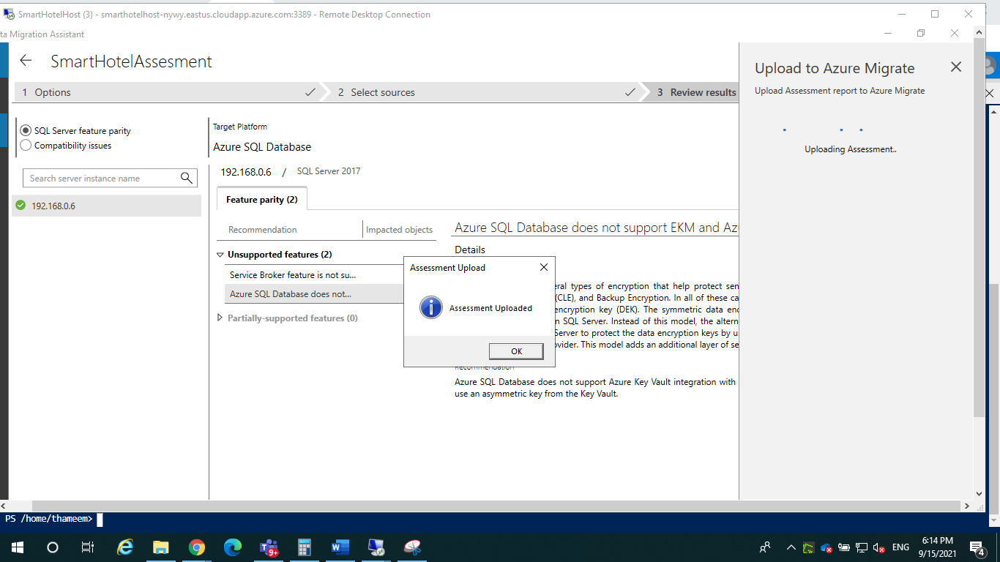 SmartHotelHost (3) - smarthotelhost-nywy.eastus.cloudapp.azure.com:3389 - Remote Desktop Connection
ta Migration Assistant
SmartHotelAssesment
1 Options
2 Select sources
3 Review results
SQL Server feature parity
Compatibility issues
Search server instance name
192.168.0.6
Target Platform
Azure SQL Database
192.168.0.6 / SQL Server 2017
Feature parity (2)
Recommendation
Impacted objects
Unsupported features (2)
Service Broker feature is not su...
Azure SQL Database does not...
Partially-supported features (0)
Azure SQL Database does not support EKM and Azu
Details
eral types of encryption that help protect sen
(CLE), and Backup Encryption. In all of these ca
encryption key (DEK). The symmetric data enc
n SQL Server. Instead of this model, the altern
Server to protect the data encryption keys by u
vider. This model adds an additional layer of se
Recommendation
Azure SQL Database does not support Azure Key Vault integration with
use an asymmetric key from the Key Vault.
Assessment Upload
Assessment Uploaded
OK
Upload to Azure Migrate
Upload Assessment report to Azure Migrate
Uploading Assessment..
PS /home/thameem>
9+
ENG
6:14 PM
9/15/2021
4